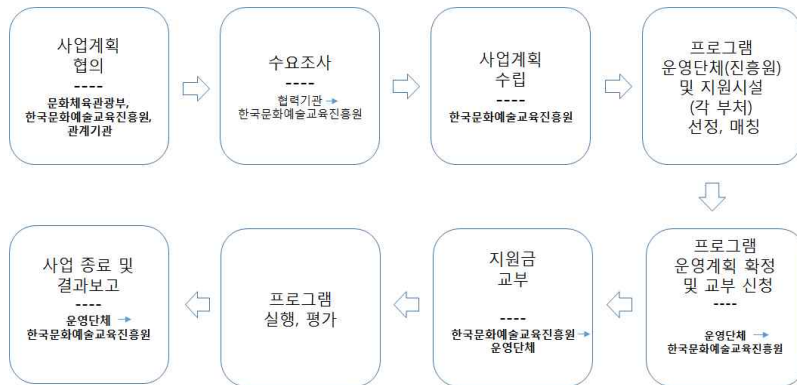 사업계획
협의
----
문화체육관광부,
한국문화예술교육진흥원,
관계기관
수요조사
----
협력기관 →
한국문화예술교육진흥원
사업계획
수립
----
한국문화예술교육진흥원
프로그램
운영단체(진흥원)
및 지원시설
(각 부처)
선정, 매칭
프로그램
운영계획 확정
및 교부 신청
----
운영단체 →
한국문화예술교육진흥원
지원금
교부
----
한국문화예술교육진흥원 →
운영단체
프로그램
실행, 평가
사업 종료 및
결과보고
----
운영단체 →
한국문화예술교육진흥원